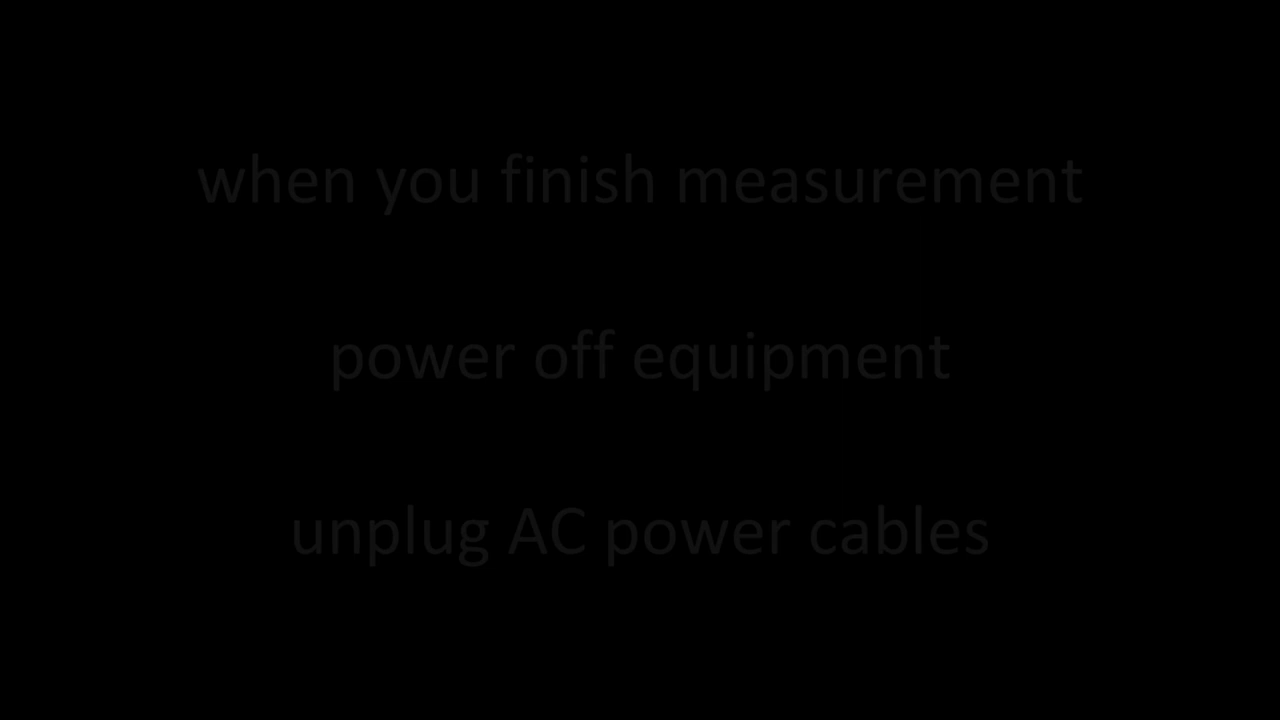 when you finish measurement
power off equipment
unplug AC power cables